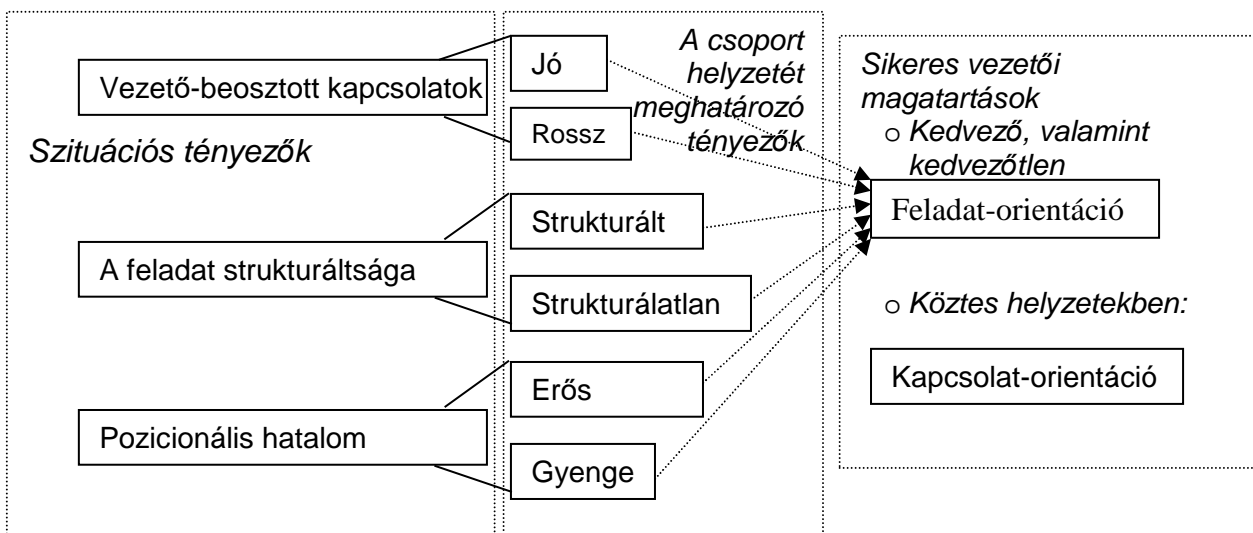 Szituációs tényezők
Vezető-beosztott kapcsolatok
A feladat strukturáltsága
Pozicionális hatalom
A csoport
helyzetét
meghatározó
tényezők
Jó
Rossz
Strukturált
Strukturálatlan
Erős
Gyenge
Sikeres vezetői
magatartások
o Kedvező, valamint
kedvezőtlen
Feladat-orientáció
o Köztes helyzetekben:
Kapcsolat-orientáció